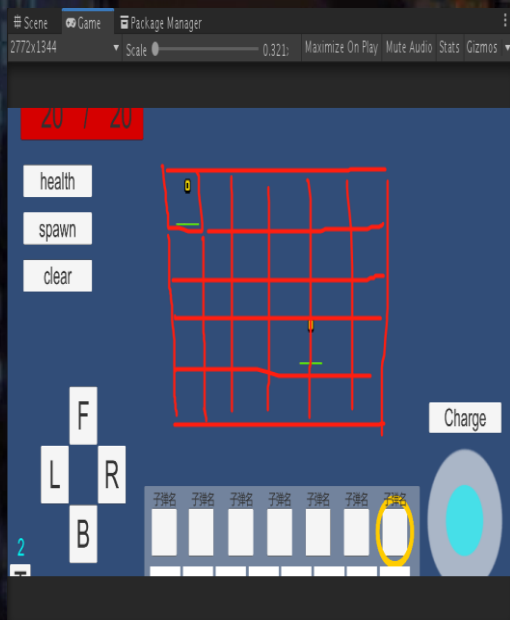 Scene Game Package Manager
2772x1344 Scale 0.321 Maximize On Play Mute Audio Stats Gizmos
20 / 20
health
spawn
clear
F
L R
B
2
Charge
子弹名 子弹名 子弹名 子弹名 子弹名 子弹名 子弹名